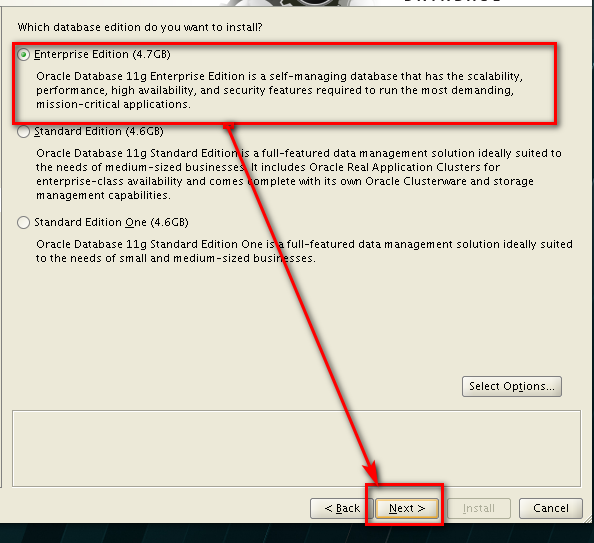 Which database edition do you want to install?
Enterprise Edition (4.7GB)
Oracle Database 11g Enterprise Edition is a self-managing database that has the scalability,
performance, high availability, and security features required to run the most demanding,
mission-critical applications.
Standard Edition (4.6GB)
Oracle Database 11g Standard Edition is a full-featured data management solution ideally suited to
the needs of medium-sized businesses. It includes Oracle Real Application Clusters for
enterprise-class availability and comes complete with its own Oracle Clusterware and storage
management capabilities.
Standard Edition One (4.6GB)
Oracle Database 11g Standard Edition One is a full-featured data management solution ideally suited
to the needs of small and medium-sized businesses.
Select Options...
< Back Next > Install Cancel